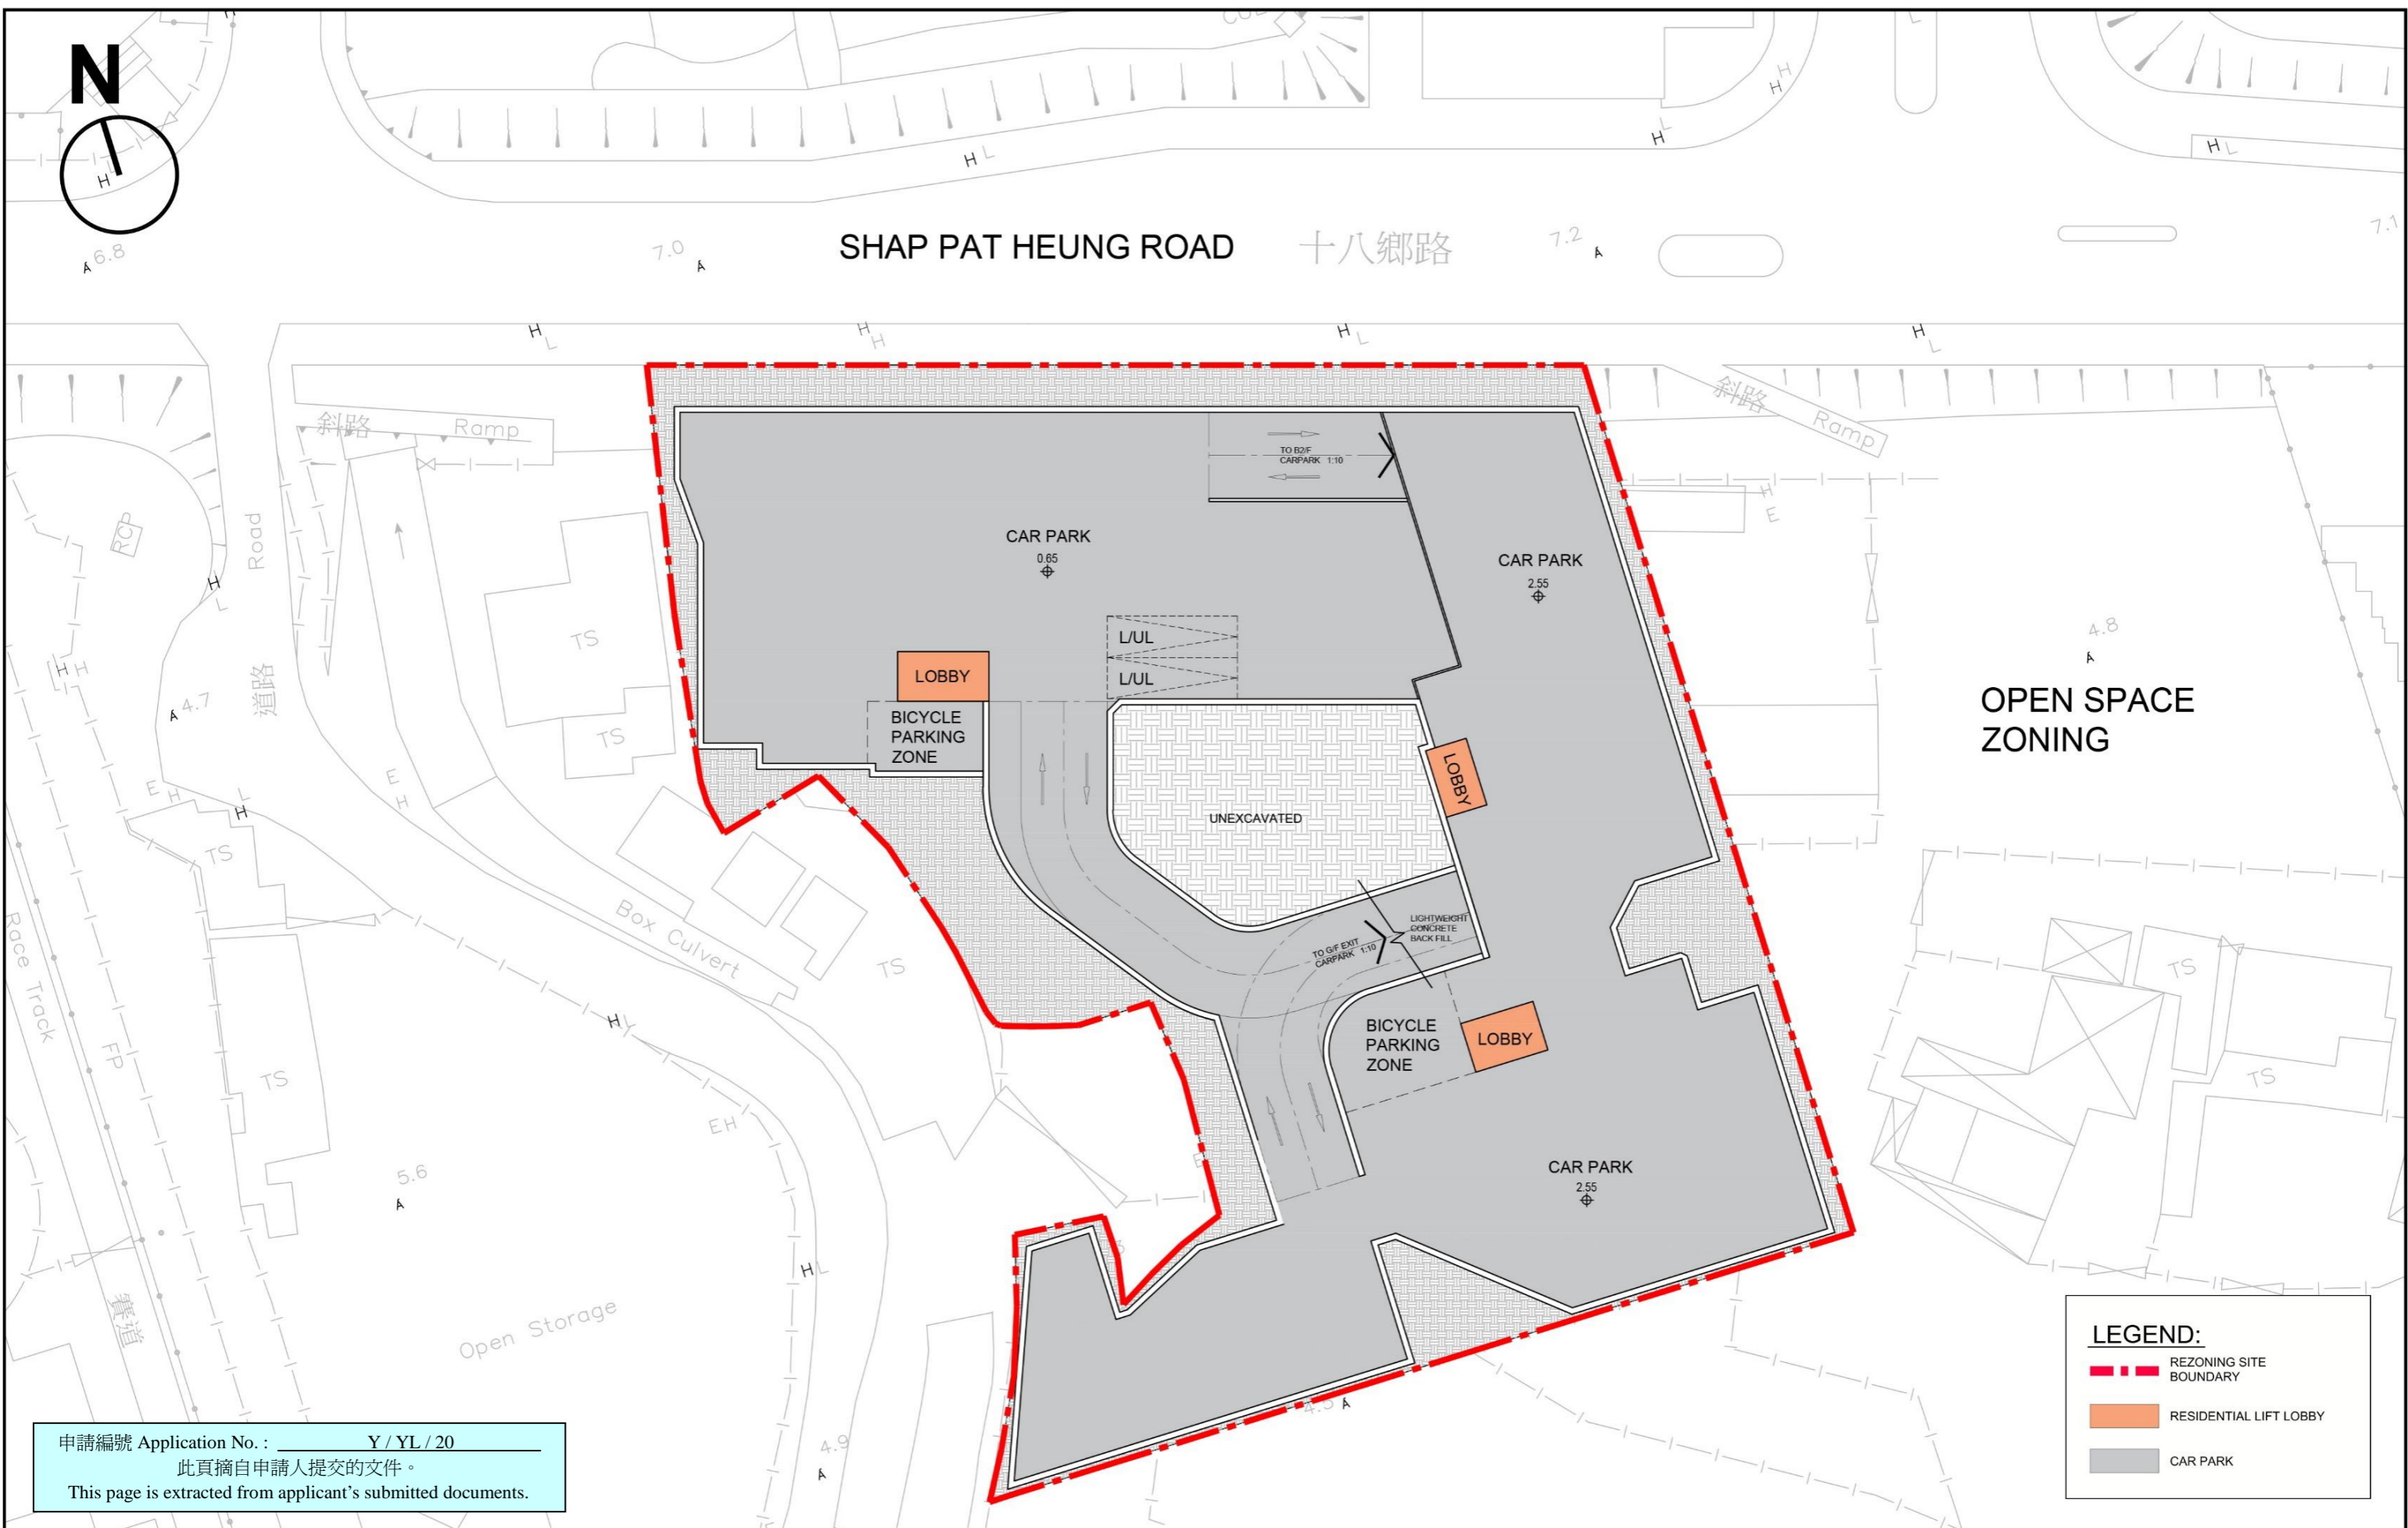 N
6.8
7.0
SHAP PAT HEUNG ROAD 十八鄉路
7.2
7.1
H L
H L
H L
H
H L
H H
H L
H L
斜路 Ramp
斜路 Ramp
RCP
Road
道路
H L
TO B2/F
CARPARK 1:10
CAR PARK
0.65
CAR PARK
2.55
H
E
TS
TS
L/UL
L/UL
LOBBY
BICYCLE
PARKING
ZONE
LOBBY
UNEXCAVATED
4.8
OPEN SPACE
ZONING
H H
4.7
E H
H L
E
H
TS
Box Culvert
TS
LIGHTWEIGHT
CONCRETE
BACK FILL
TO G/F EXIT
CARPARK 1:10
Race Track
FP
賽道
TS
H L
BICYCLE
PARKING
ZONE
LOBBY
TS
TS
EH
5.6
CAR PARK
2.55
H L
Open Storage
4.9
LEGEND:
REZONING SITE
BOUNDARY
RESIDENTIAL LIFT LOBBY
CAR PARK
申請編號 Application No. : Y / YL / 20
此頁摘自申請人提交的文件。
This page is extracted from applicant's submitted documents.